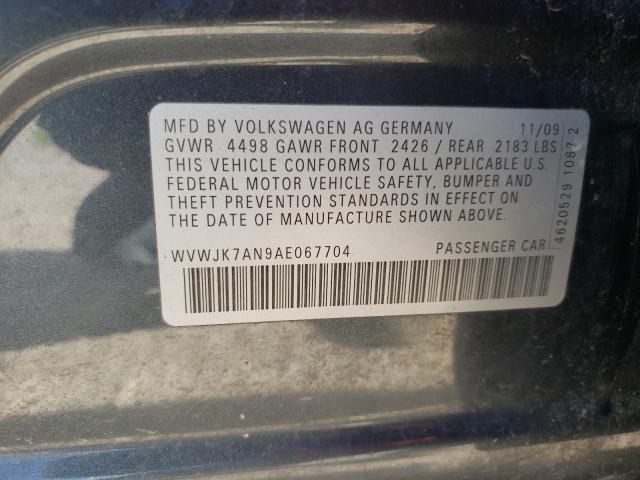 MFD BY VOLKSWAGEN AG GERMANY 11/09
GVWR 4498 GAWR FRONT 2426 / REAR 2183 LBS
THIS VEHICLE CONFORMS TO ALL APPLICABLE U.S.
FEDERAL MOTOR VEHICLE SAFETY, BUMPER AND
THEFT PREVENTION STANDARDS IN EFFECT ON
THE DATE OF MANUFACTURE SHOWN ABOVE.
WVWJK7AN9AE067704 PASSENGER CAR
4620529 1087 2